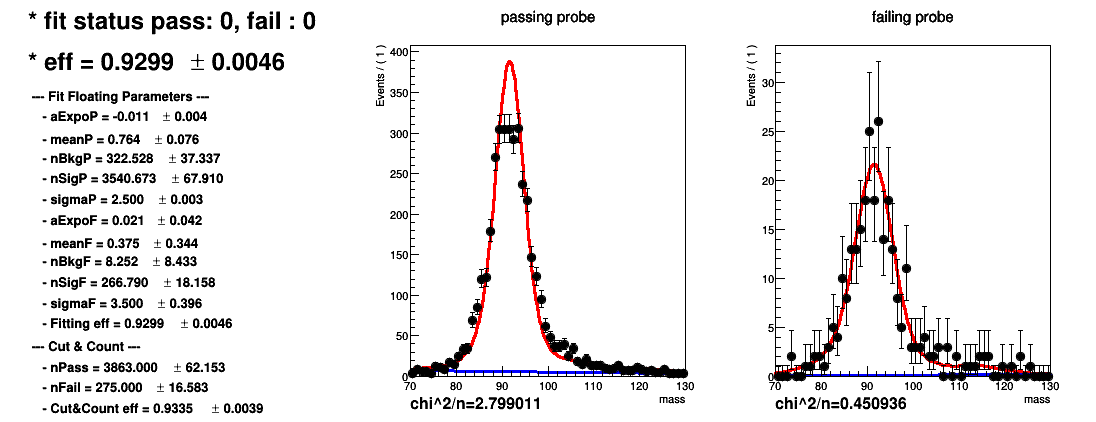 * fit status pass: 0, fail : 0
* eff = 0.9299 ± 0.0046
--- Fit Floating Parameters ---
- aExpoP = -0.011 ± 0.004
- meanP = 0.764 ± 0.076
- nBkgP = 322.528 ± 37.337
- nSigP = 3540.673 ± 67.910
- sigmaP = 2.500 ± 0.003
- aExpoF = 0.021 ± 0.042
- meanF = 0.375 ± 0.344
- nBkgF = 8.252 ± 8.433
- nSigF = 266.790 ± 18.158
- sigmaF = 3.500 ± 0.396
- Fitting eff = 0.9299 ± 0.0046
--- Cut & Count ---
- nPass = 3863.000 ± 62.153
- nFail = 275.000 ± 16.583
- Cut&Count eff = 0.9335 ± 0.0039
passing probe
Events / ( 1 )
400
350
300
250
200
150
100
50
0
70 80 90 100 110 120 130
mass
chi^2/n=2.799011
failing probe
Events / ( 1 )
30
25
20
15
10
5
0
70 80 90 100 110 120 130
mass
chi^2/n=0.450936